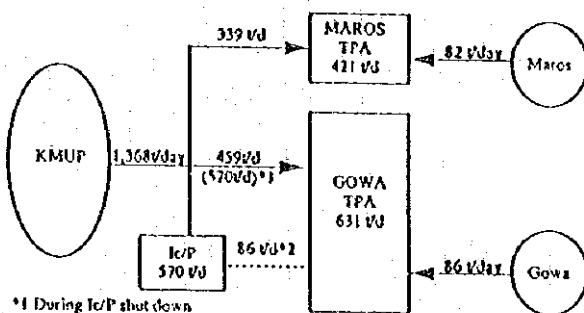 339 t/d
MAROS
TPA
421 t/d
82 t/day
Maros
KMUP
1,368t/day
459t/d
(570t/d)*1
GOWA
TPA
631 t/d
Ic/P
570 t/d
86 t/d*2
86 t/day
Gowa
*1 During Ic/P shut down